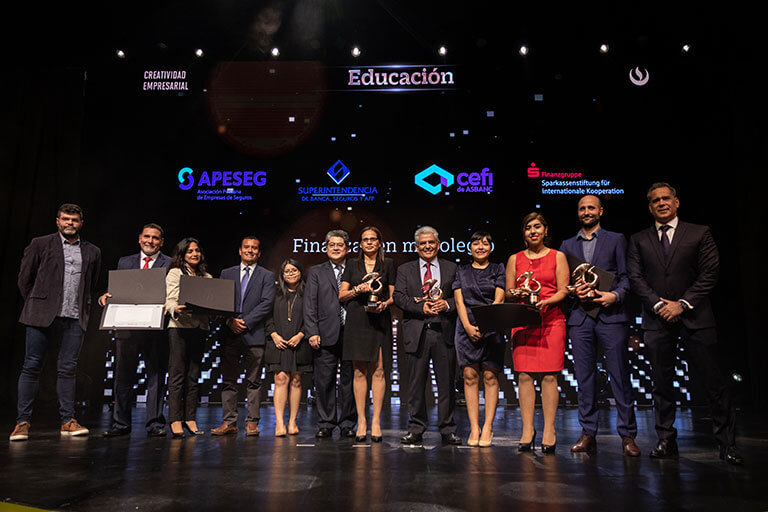 CREATIVIDAD
EMPRESARIAL
Educación
APESEG
Asociación Peruana
de Empresas de Seguros
SUPERINTENDENCIA
DE BANCA, SEGUROS Y AFP
cefi
de ASBANC
Finanzgruppe
Sparkassenstiftung für
internationale Kooperation
Finanzas en mi colegio